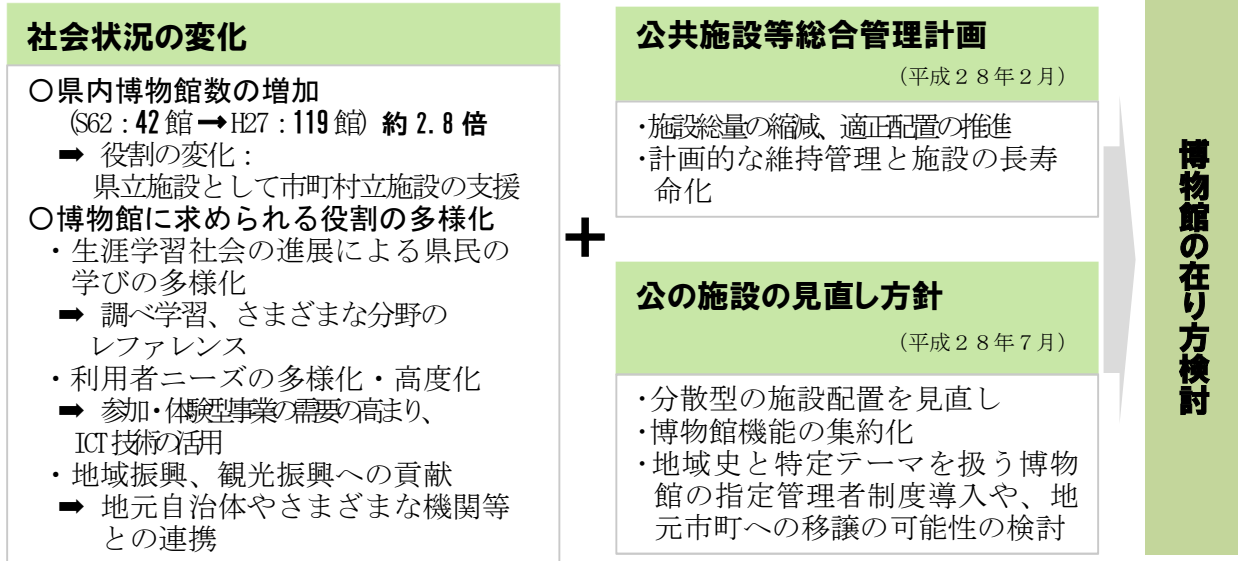 社会状況の変化
〇県内博物館数の増加
(S62：42館➡H27：119館) 約2.8倍
➡ 役割の変化：
県立施設として市町村立施設の支援
〇博物館に求められる役割の多様化
・生涯学習社会の進展による県民の
学びの多様化
➡ 調べ学習、さまざまな分野の
レファレンス
・利用者ニーズの多様化・高度化
➡ 参加・体験型事業の需要の高まり、
ICT技術の活用
・地域振興、観光振興への貢献
➡ 地元自治体やさまざまな機関等
との連携
+
公共施設等総合管理計画
（平成２８年２月）
・施設総量の縮減、適正配置の推進
・計画的な維持管理と施設の長寿
命化
公の施設の見直し方針
（平成２８年７月）
・分散型の施設配置を見直し
・博物館機能の集約化
・地域史と特定テーマを扱う博物
館の指定管理者制度導入や、地
元市町への移譲の可能性の検討
博物館の在り方検討